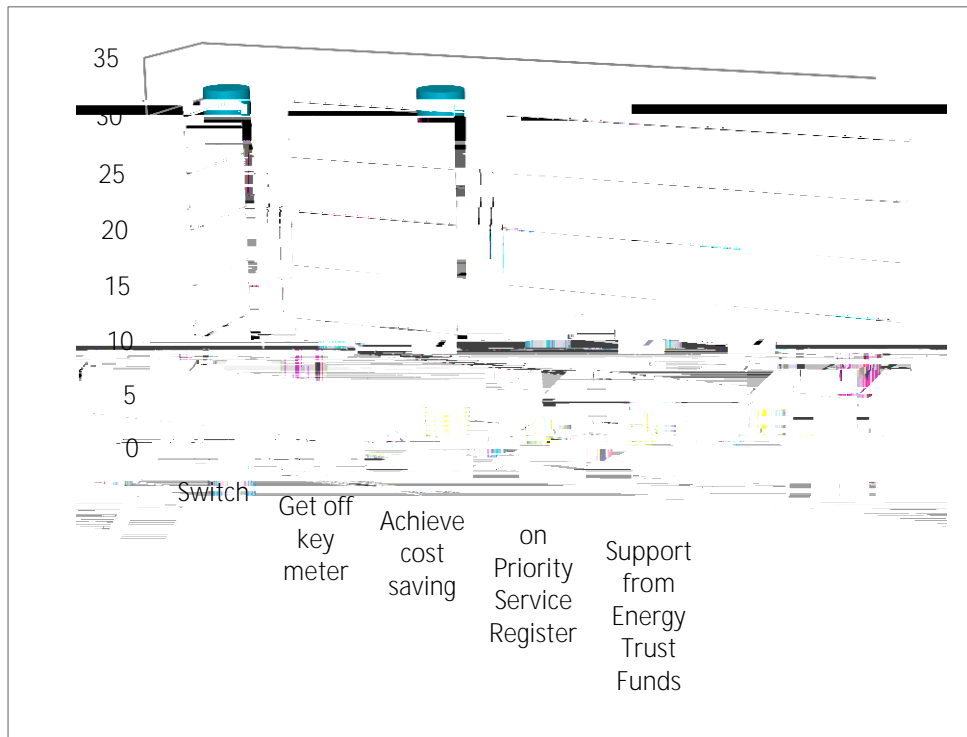 35
30
25
20
15
10
5
0
Switch
Get off
key
meter
Achieve
cost
saving
on
Priority
Service
Register
Support
from
Energy
Trust
Funds